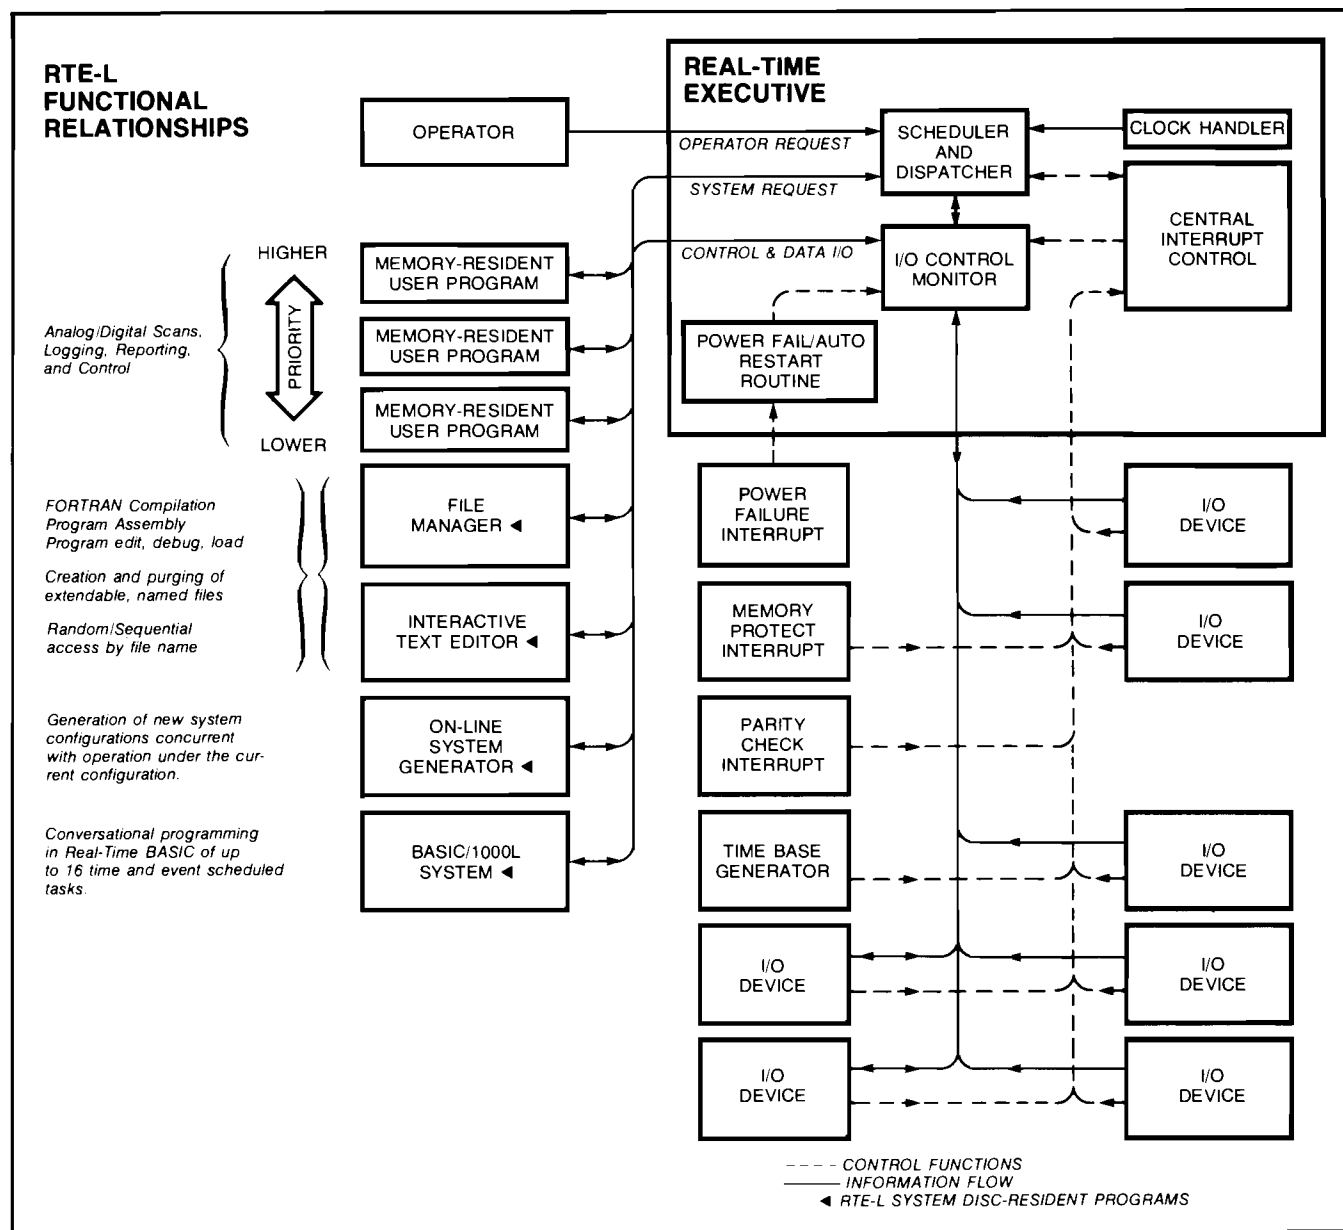 RTE-L
FUNCTIONAL
RELATIONSHIPS
OPERATOR
HIGHER
PRIORITY
LOWER
Analog/Digital Scans,
Logging, Reporting,
and Control
MEMORY-RESIDENT
USER PROGRAM
MEMORY-RESIDENT
USER PROGRAM
MEMORY-RESIDENT
USER PROGRAM
FORTRAN Compilation
Program Assembly
Program edit, debug, load
Creation and purging of
extendable, named files
Random/Sequential
access by file name
FILE
MANAGER ◄
INTERACTIVE
TEXT EDITOR ◄
Generation of new system
configurations concurrent
with operation under the cur-
rent configuration.
ON-LINE
SYSTEM
GENERATOR ◄
Conversational programming
in Real-Time BASIC of up
to 16 time and event scheduled
tasks.
BASIC/1000L
SYSTEM ◄
REAL-TIME
EXECUTIVE
OPERATOR REQUEST
SYSTEM REQUEST
CONTROL & DATA I/O
SCHEDULER
AND
DISPATCHER
CLOCK HANDLER
CENTRAL
INTERRUPT
CONTROL
I/O CONTROL
MONITOR
POWER FAIL/AUTO
RESTART
ROUTINE
POWER
FAILURE
INTERRUPT
I/O
DEVICE
MEMORY
PROTECT
INTERRUPT
I/O
DEVICE
PARITY
CHECK
INTERRUPT
TIME BASE
GENERATOR
I/O
DEVICE
I/O
DEVICE
I/O
DEVICE
I/O
DEVICE
I/O
DEVICE
---- CONTROL FUNCTIONS
—— INFORMATION FLOW
◄ RTE-L SYSTEM DISC-RESIDENT PROGRAMS